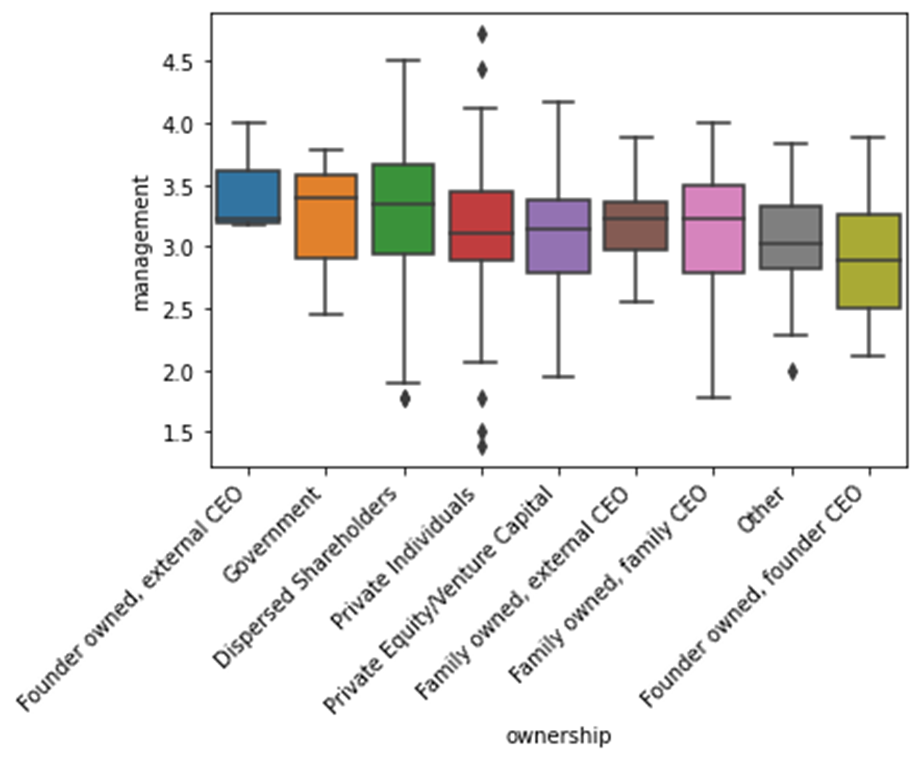 management
4.5
4.0
3.5
3.0
2.5
2.0
1.5
Founder owned, external CEO
Government
Dispersed Shareholders
Private Individuals
Private Equity/Venture Capital
Family owned, external CEO
Family owned, family CEO
Other
Founder owned, founder CEO
ownership